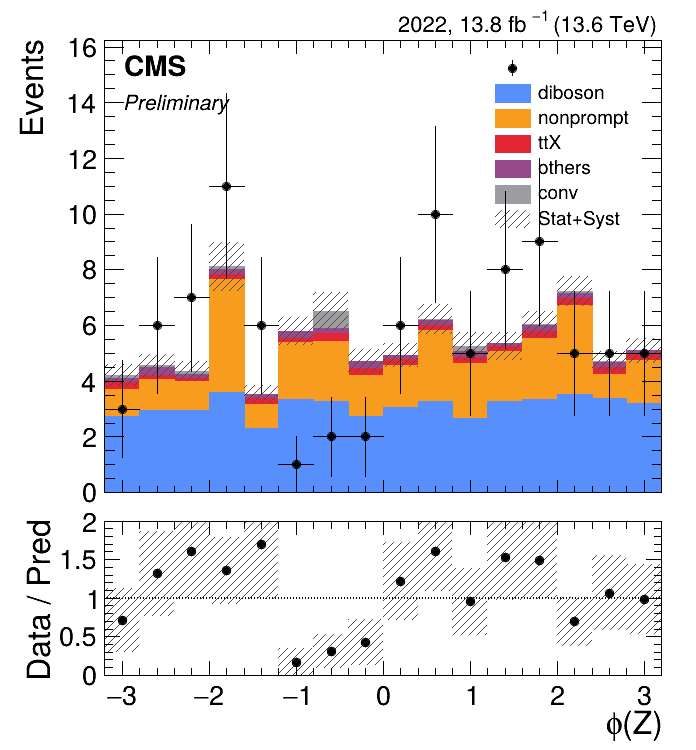 2022, 13.8 fb⁻¹ (13.6 TeV)
CMS
Preliminary
diboson
nonprompt
ttX
others
conv
Stat+Syst
Events
16
14
12
10
8
6
4
2
0
Data / Pred
2
1.5
1
0.5
0
−3 −2 −1 0 1 2 3
ϕ(Z)